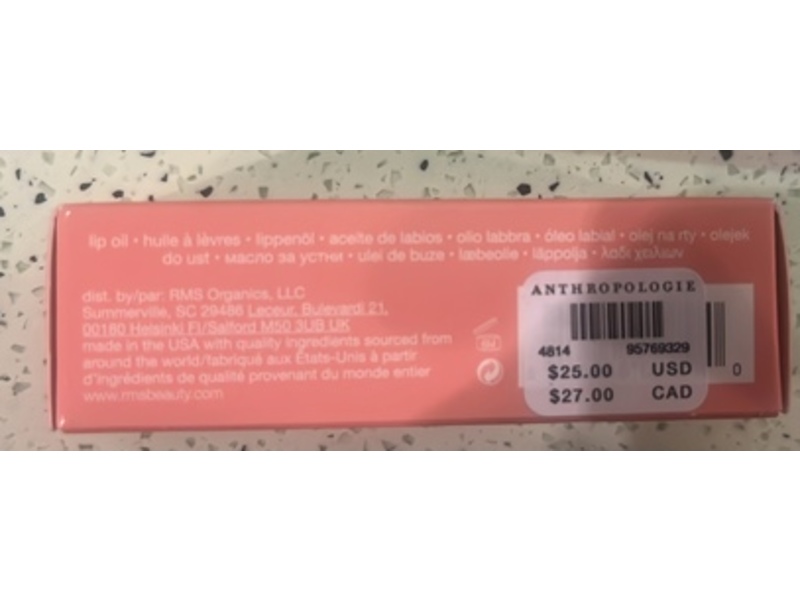 lip oil • huile à lèvres • lippenöl • aceite de labios • olio labbra • óleo labial • olej na rty • olejek
do ust • масло за устни • ulei de buze • læbeolie • läppolja • λάδι χειλιών
dist. by/par: RMS Organics, LLC
Summerville, SC 29486 Leceur, Bulevardi 21,
00180 Helsinki FI/Salford M50 3UB UK
made in the USA with quality ingredients sourced from
around the world/fabriqué aux États-Unis à partir
d'ingrédients de qualité provenant du monde entier
www.rmsbeauty.com
ANTHROPOLOGIE
4814 95769329
$25.00 USD
$27.00 CAD
0